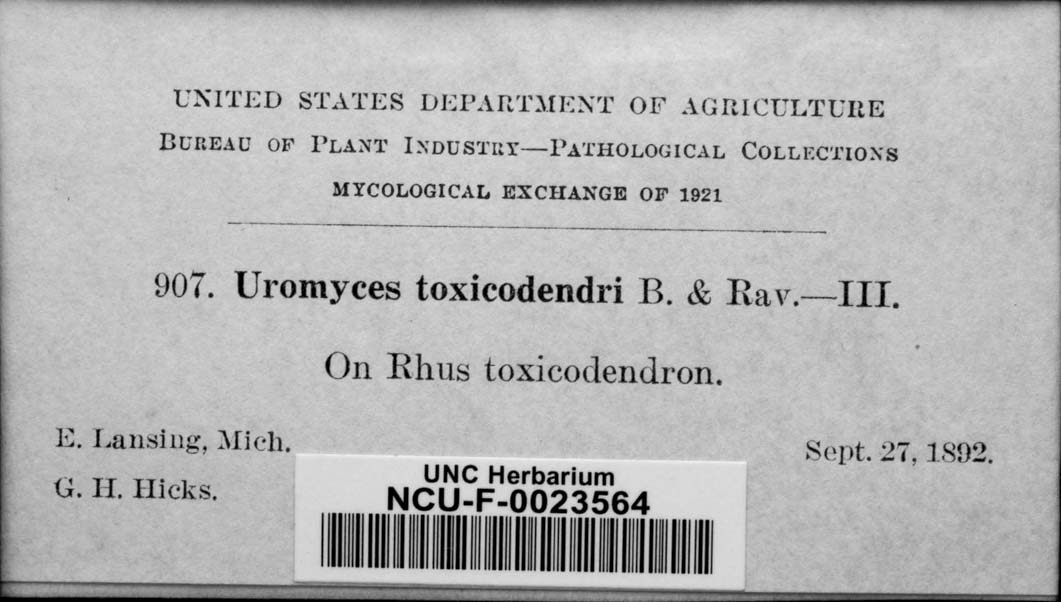 UNITED STATES DEPARTMENT OF AGRICULTURE
BUREAU OF PLANT INDUSTRY—PATHOLOGICAL COLLECTIONS
MYCOLOGICAL EXCHANGE OF 1921
907. Uromyces toxicodendri B. & Rav.—III.
On Rhus toxicodendron.
E. Lansing, Mich.
Sept. 27, 1892.
G. H. Hicks.
UNC Herbarium
NCU-F-0023564